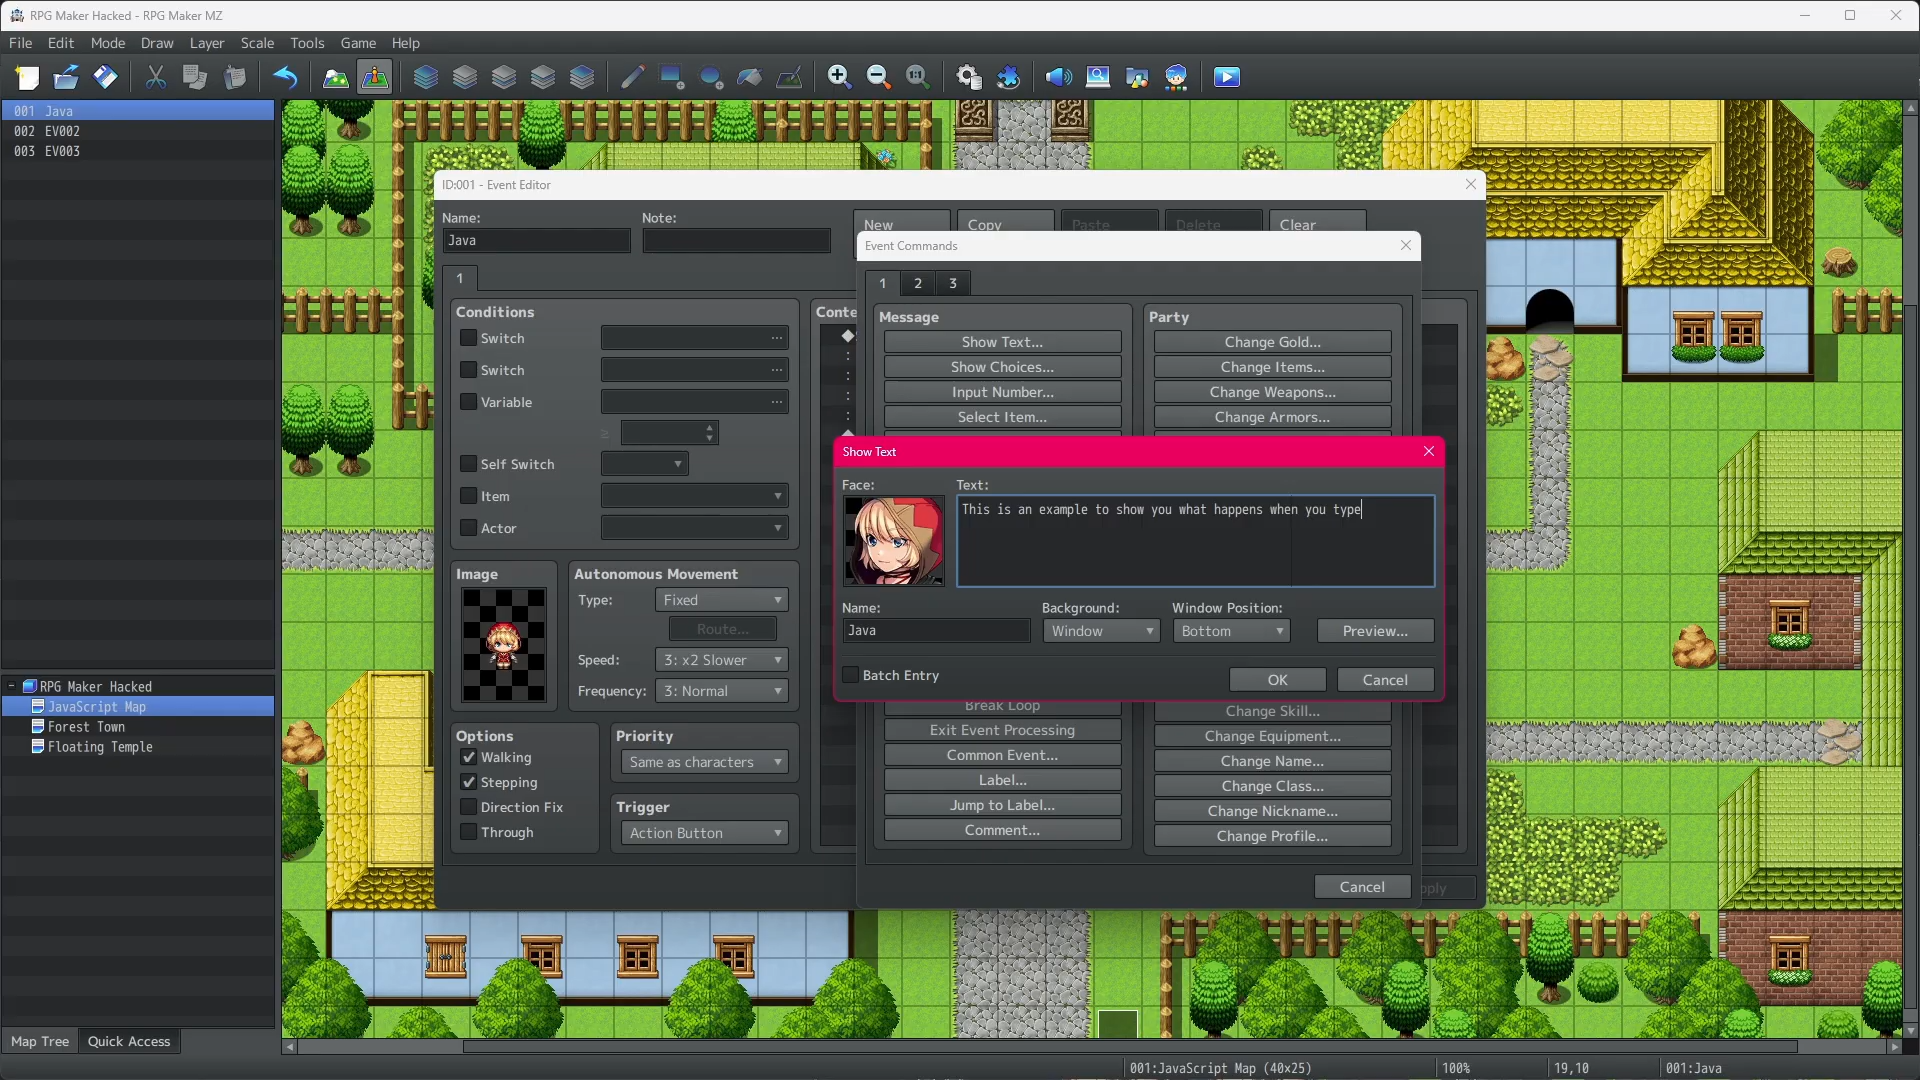 RPG Maker Hacked - RPG Maker MZ
File Edit Mode Draw Layer Scale Tools Game Help
001 Java
002 EV002
003 EV003
ID:001 - Event Editor
Name: Note:
Java
New Copy Paste Delete Clear
1
Conditions
Switch
Switch
Variable
≥
Self Switch
Item
Actor
Image
Autonomous Movement
Type: Fixed
Route...
Speed: 3: x2 Slower
Frequency: 3: Normal
Options
Walking
Stepping
Direction Fix
Through
Priority
Same as characters
Trigger
Action Button
Conte
Event Commands
1 2 3
Message
Show Text...
Show Choices...
Input Number...
Select Item...
Party
Change Gold...
Change Items...
Change Weapons...
Change Armors...
Show Text
Face: Text:
This is an example to show you what happens when you type
Name: Background: Window Position:
Java Window Bottom Preview...
Batch Entry OK Cancel
Break Loop
Exit Event Processing
Common Event...
Label...
Jump to Label...
Comment...
Change Skill...
Change Equipment...
Change Name...
Change Class...
Change Nickname...
Change Profile...
Cancel pply
RPG Maker Hacked
JavaScript Map
Forest Town
Floating Temple
Map Tree Quick Access
001:JavaScript Map (40x25) 100% 19,10 001:Java